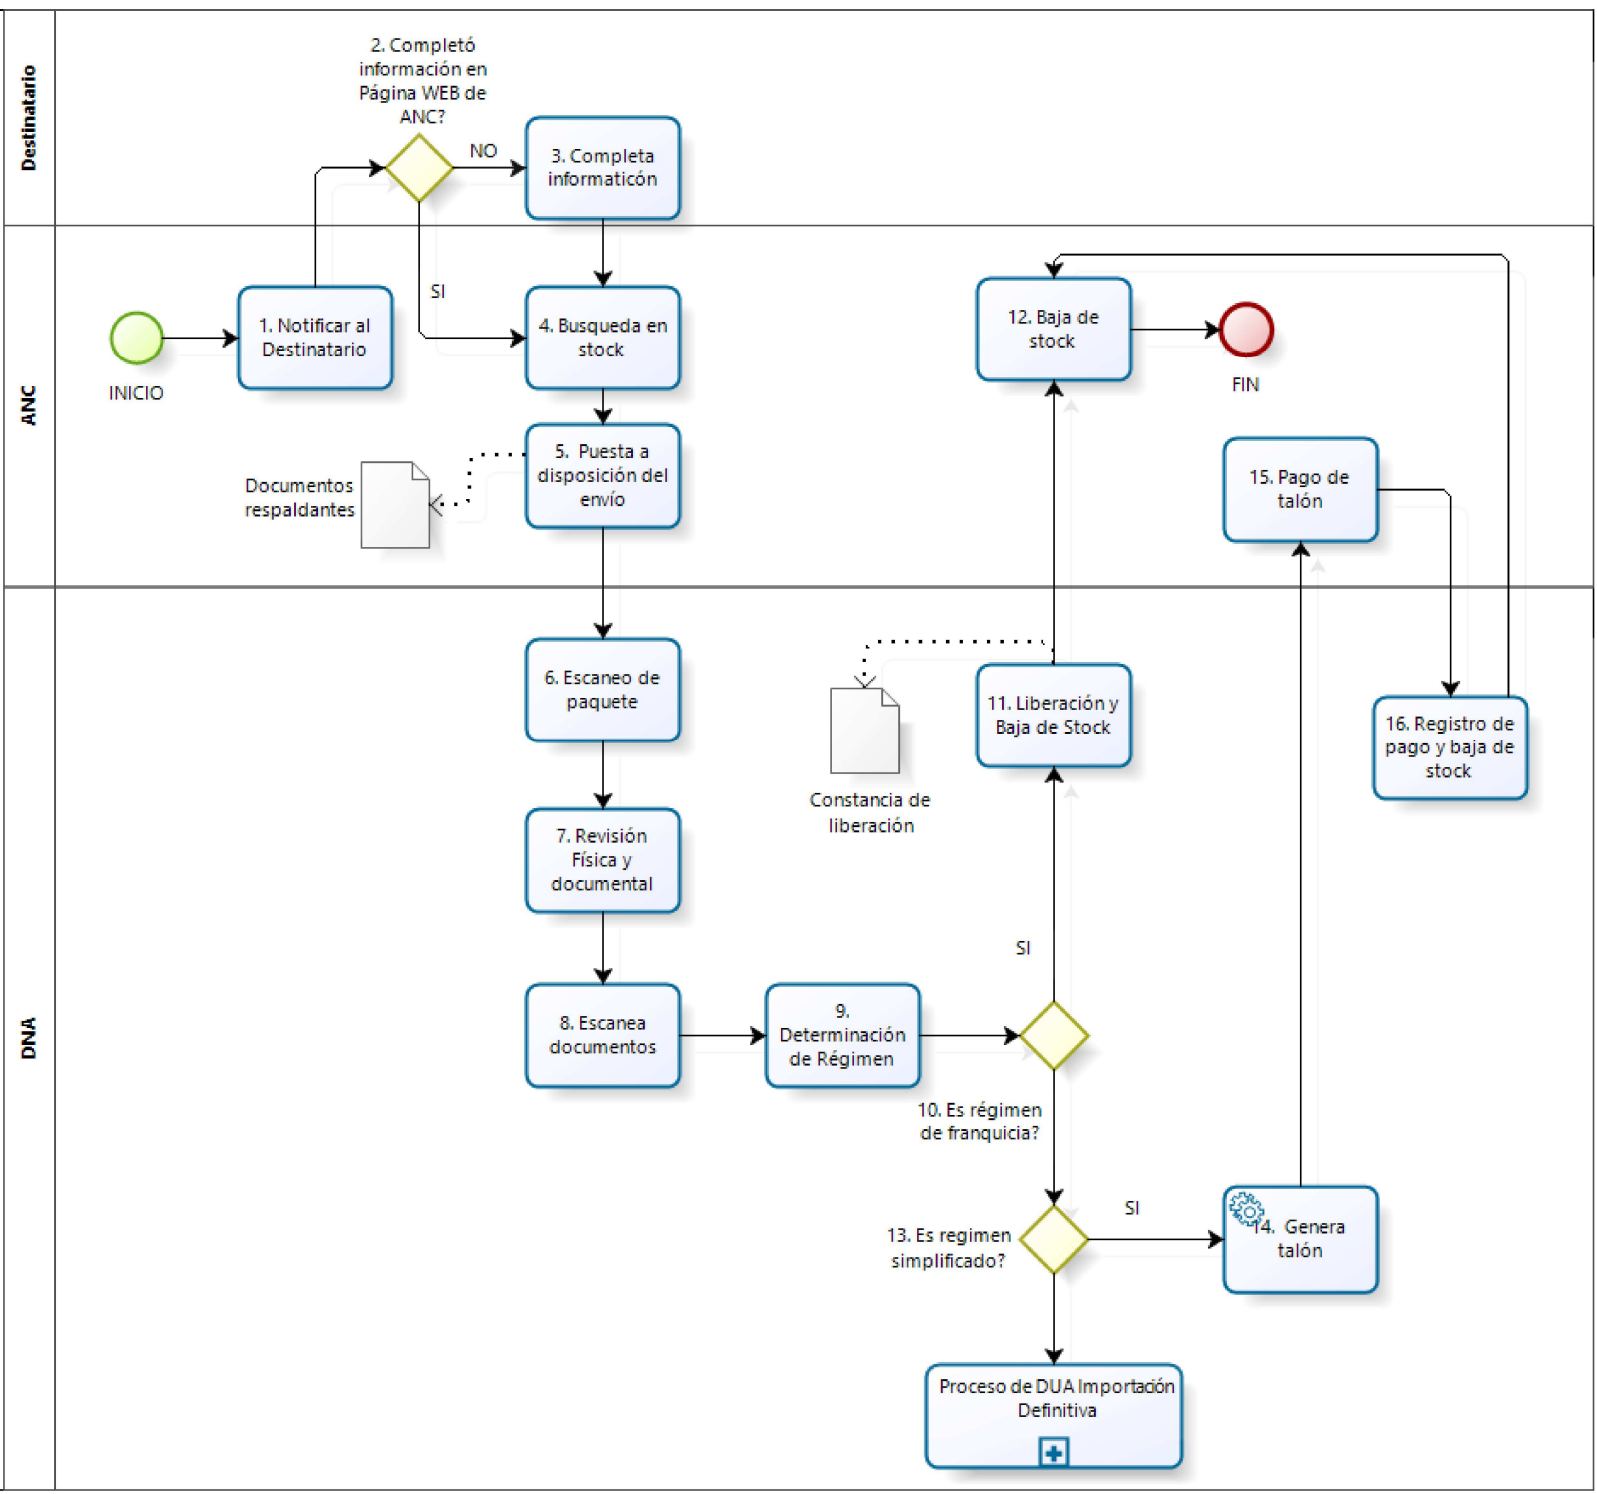 Destinatario
2. Completó
información en
Página WEB de
ANC?
NO
3. Completa
informaticón
ANC
INICIO
1. Notificar al
Destinatario
SI
4. Busqueda en
stock
12. Baja de
stock
FIN
Documentos
respaldantes
5. Puesta a
disposición del
envío
15. Pago de
talón
DNA
6. Escaneo de
paquete
Constancia de
liberación
11. Liberación y
Baja de Stock
16. Registro de
pago y baja de
stock
7. Revisión
Física y
documental
SI
8. Escanea
documentos
9.
Determinación
de Régimen
10. Es régimen
de franquicia?
13. Es regimen
simplificado?
SI
14. Genera
talón
Proceso de DUA Importación
Definitiva